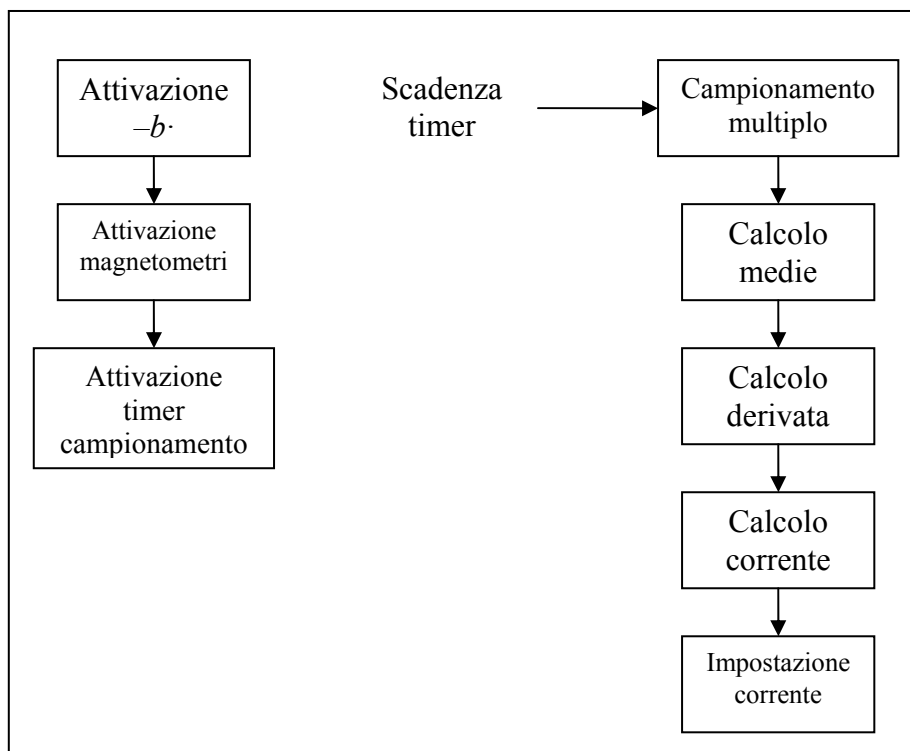 Attivazione
–b·
Attivazione
magnetometri
Attivazione
timer
campionamento
Scadenza
timer
Campionamento
multiplo
Calcolo
medie
Calcolo
derivata
Calcolo
corrente
Impostazione
corrente